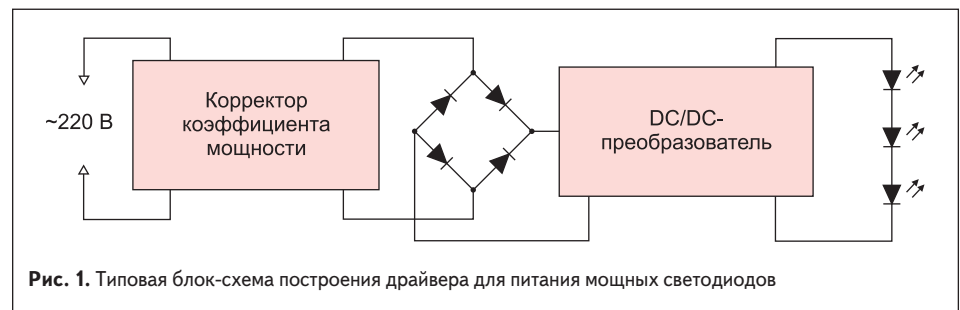 ~220 В
Корректор
коэффициента
мощности
DC/DC-
преобразователь
Рис. 1. Типовая блок-схема построения драйвера для питания мощных светодиодов